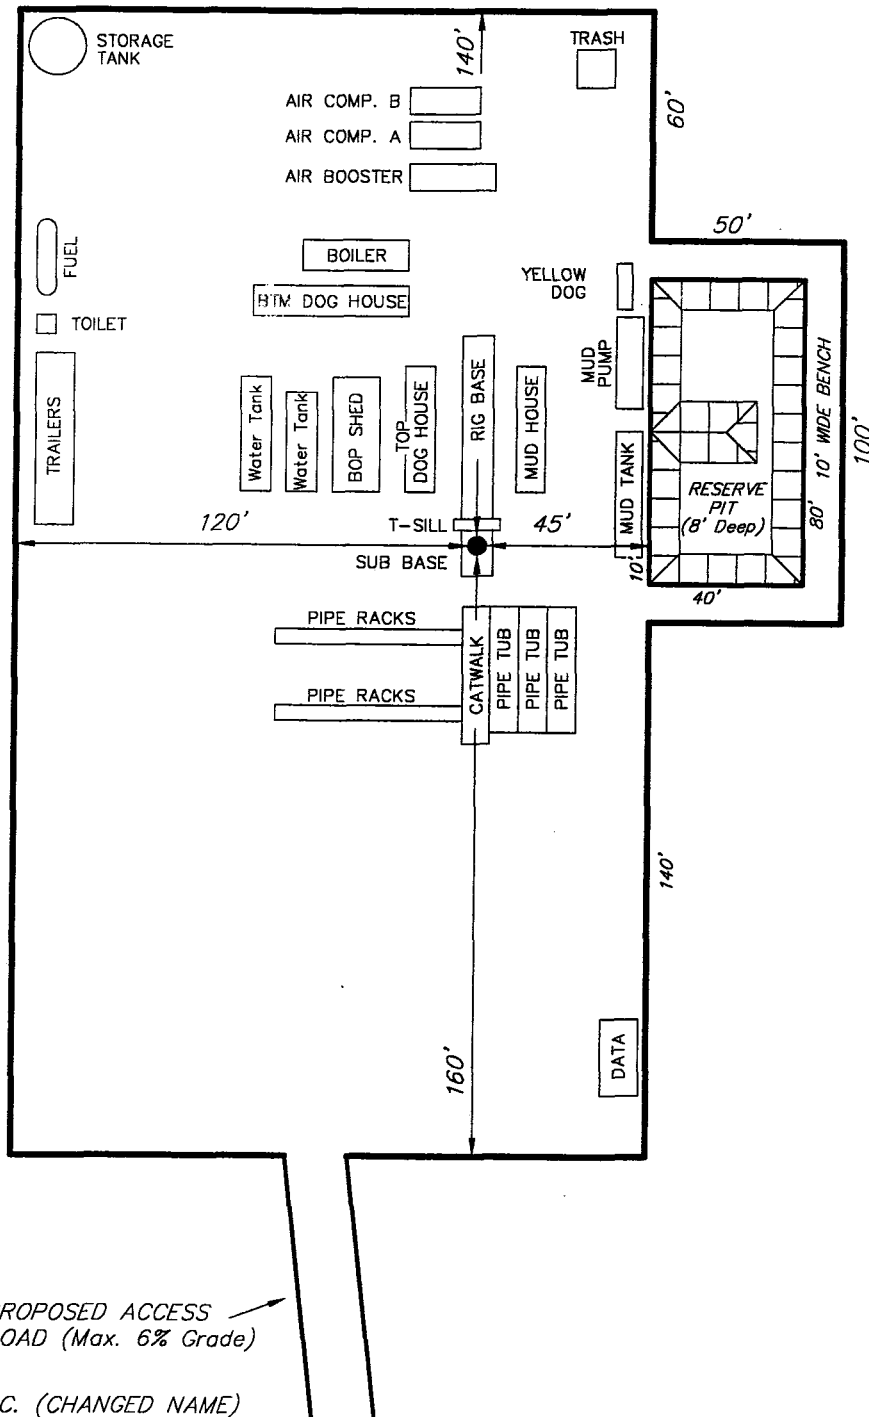 STORAGE
TANK
140'
TRASH
AIR COMP. B
AIR COMP. A
AIR BOOSTER
60'
50'
FUEL
BOILER
YELLOW
DOG
BTM DOG HOUSE
TOILET
TRAILERS
Water Tank
Water Tank
BOP SHED
TOP
DOG HOUSE
RIG BASE
MUD HOUSE
MUD
PUMP
MUD TANK
RESERVE
PIT
(8' Deep)
10' WIDE BENCH
100'
80'
120'
T-SILL
45'
SUB BASE
10'
40'
PIPE RACKS
PIPE RACKS
CATWALK
PIPE TUB
PIPE TUB
PIPE TUB
140'
160'
DATA
ROPOSED ACCESS
OAD (Max. 6% Grade)
C. (CHANGED NAME)